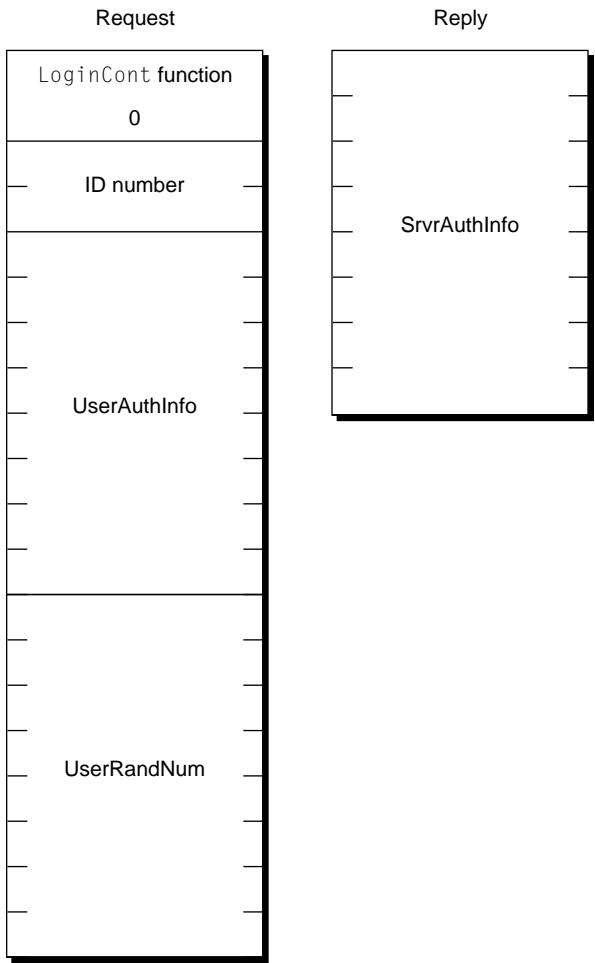 Request
LoginCont function
0
ID number
UserAuthInfo
UserRandNum
Reply
SrvrAuthInfo